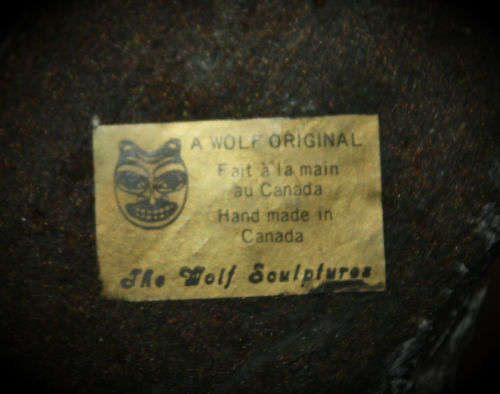 A WOLF ORIGINAL
Fait à la main
au Canada
Hand made in
Canada
The Wolf Sculptures